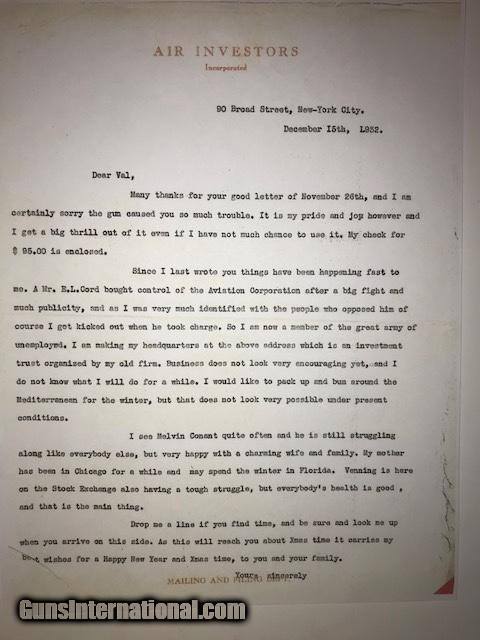 AIR INVESTORS
Incorporated
90 Broad Street, New-York City.
December 15th, L932.
Dear Val,
Many thanks for your good letter of November 26th, and I am
certainly sorry the gun caused you so much trouble. It is my pride and jop however and
I get a big thrill out of it even if I have not much chance to use it. My check for
$ 95.00 is enclosed.
Since I last wrote you things have been happening fast to
me. A Mr. E.L.Cord bought control of the Aviation Corporation after a big fight and
much publicity, and as I was very much identified with the people who opposed him of
course I got kicked out when he took charge. So I am now a member of the great army of
unemployd. I am making my headquarters at the above address which is an investment
trust organized by my old firm. Business does not look very encouraging yet, and I
do not know what I will do for a while. I would like to pack up and bum around the
Mediterranean for the winter, but that does not look very possible under present
conditions.
I see Melvin Conant quite often and he is still struggling
along like everybody else, but very happy with a charming wife and family. My mother
has been in Chicago for a while and may spend the winter in Florida. Venning is here
on the Stock Exchange also having a tough struggle, but everybody's health is good ,
and that is the main thing.
Drop me a line if you find time, and be sure and look me up
when you arrive on this side. As this will reach you about Xmas time it carries my
best wishes for a Happy New Year and Xmas time, to you and your family.
Yours sincerely
MAILING AND FILING DEPT.
GunsInternational.com